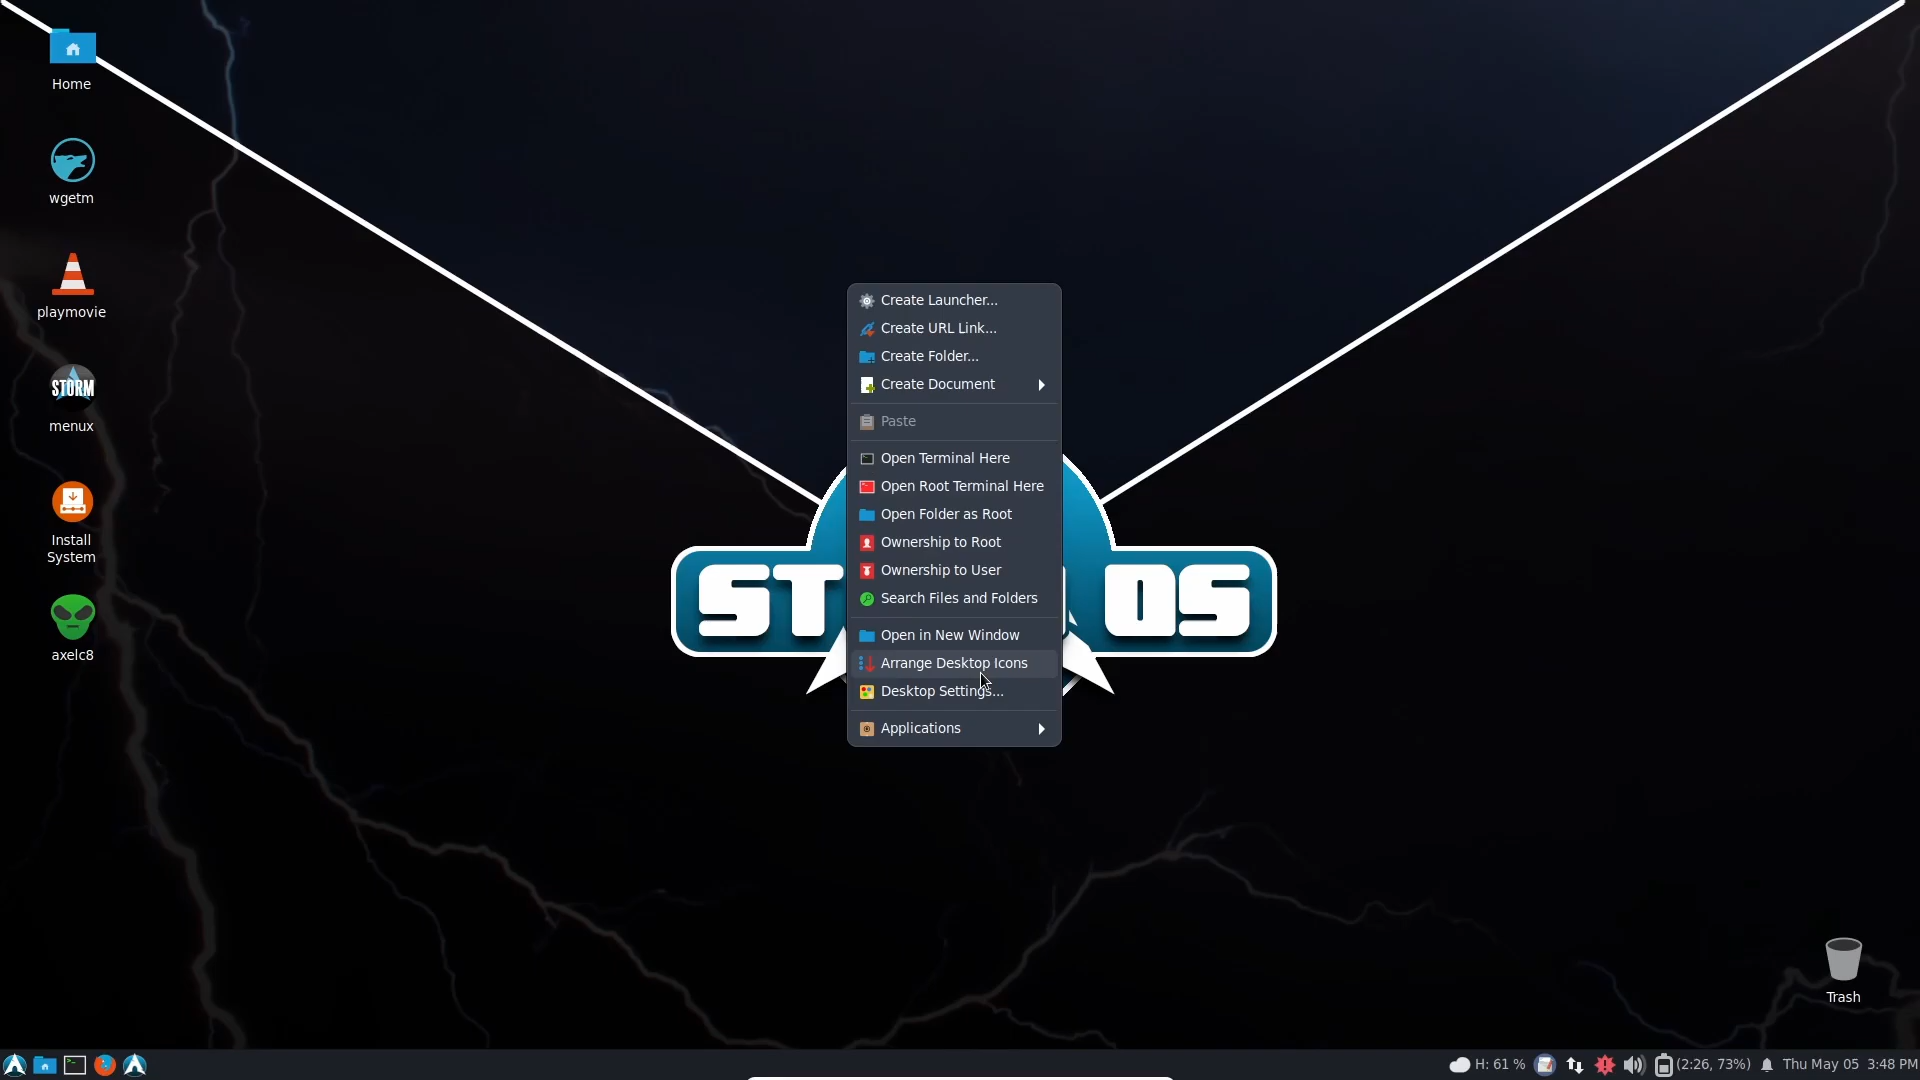 Home
wgetm
playmovie
STORM
menux
Install
System
axelc8
Create Launcher...
Create URL Link...
Create Folder...
Create Document
Paste
Open Terminal Here
Open Root Terminal Here
Open Folder as Root
Ownership to Root
Ownership to User
Search Files and Folders
Open in New Window
Arrange Desktop Icons
Desktop Settings...
Applications
ST OS
Trash
H: 61 % (2:26, 73%) Thu May 05 3:48 PM